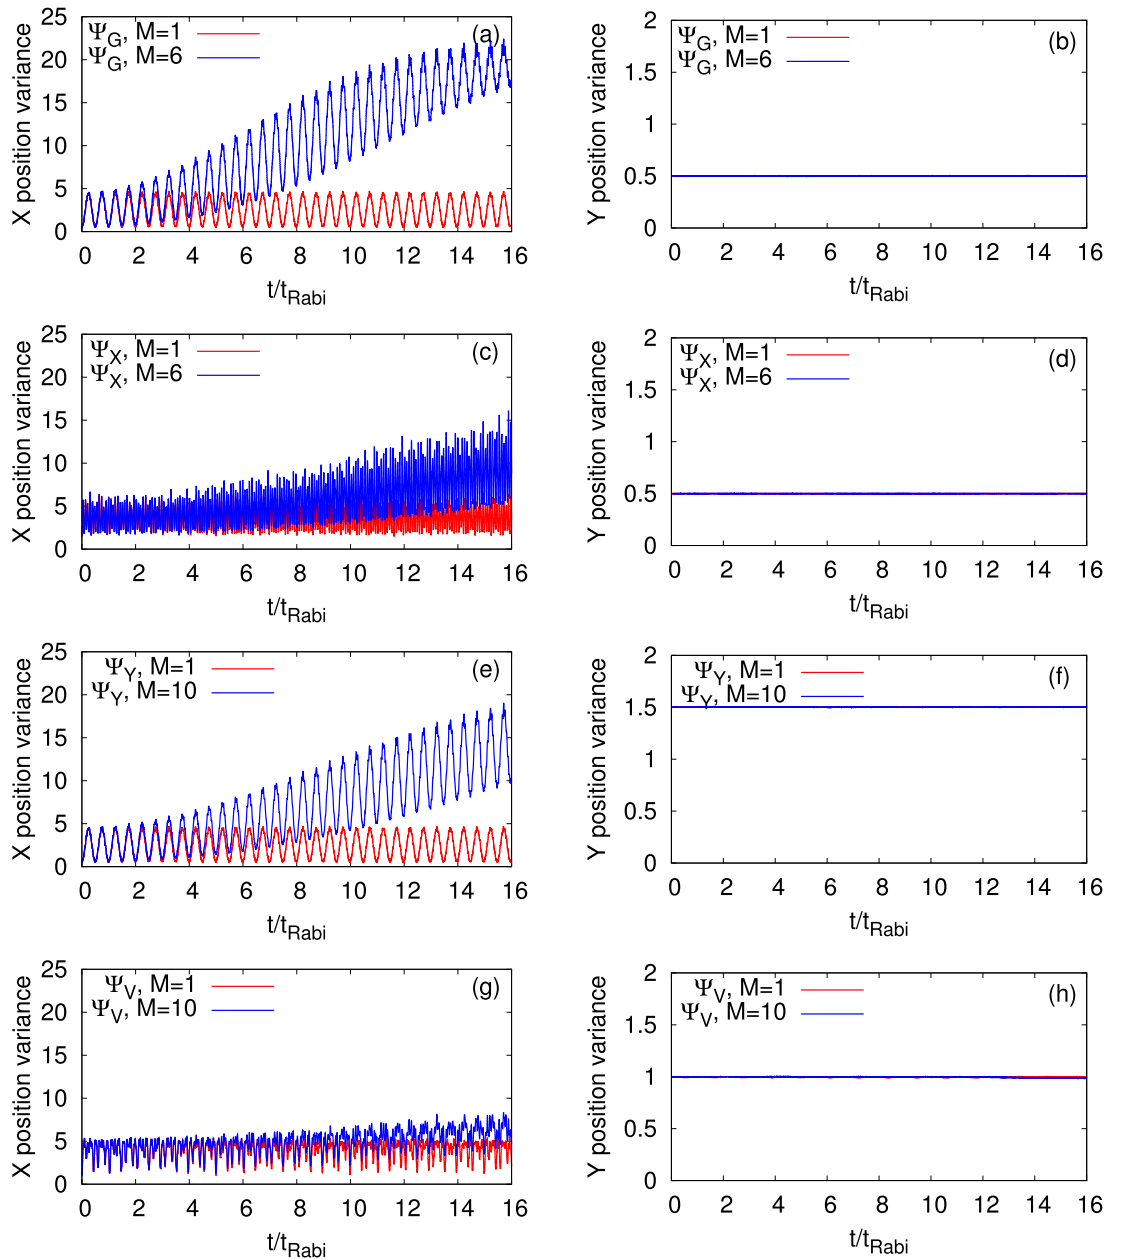 Ψ_G, M=1
Ψ_G, M=6
(a)
X position variance
25
20
15
10
5
0
0 2 4 6 8 10 12 14 16
t/t_Rabi
Ψ_G, M=1
Ψ_G, M=6
(b)
Y position variance
2
1.5
1
0.5
0
0 2 4 6 8 10 12 14 16
t/t_Rabi
Ψ_X, M=1
Ψ_X, M=6
(c)
X position variance
25
20
15
10
5
0
0 2 4 6 8 10 12 14 16
t/t_Rabi
Ψ_X, M=1
Ψ_X, M=6
(d)
Y position variance
2
1.5
1
0.5
0
0 2 4 6 8 10 12 14 16
t/t_Rabi
Ψ_Y, M=1
Ψ_Y, M=10
(e)
X position variance
25
20
15
10
5
0
0 2 4 6 8 10 12 14 16
t/t_Rabi
Ψ_Y, M=1
Ψ_Y, M=10
(f)
Y position variance
2
1.5
1
0.5
0
0 2 4 6 8 10 12 14 16
t/t_Rabi
Ψ_V, M=1
Ψ_V, M=10
(g)
X position variance
25
20
15
10
5
0
0 2 4 6 8 10 12 14 16
t/t_Rabi
Ψ_V, M=1
Ψ_V, M=10
(h)
Y position variance
2
1.5
1
0.5
0
0 2 4 6 8 10 12 14 16
t/t_Rabi